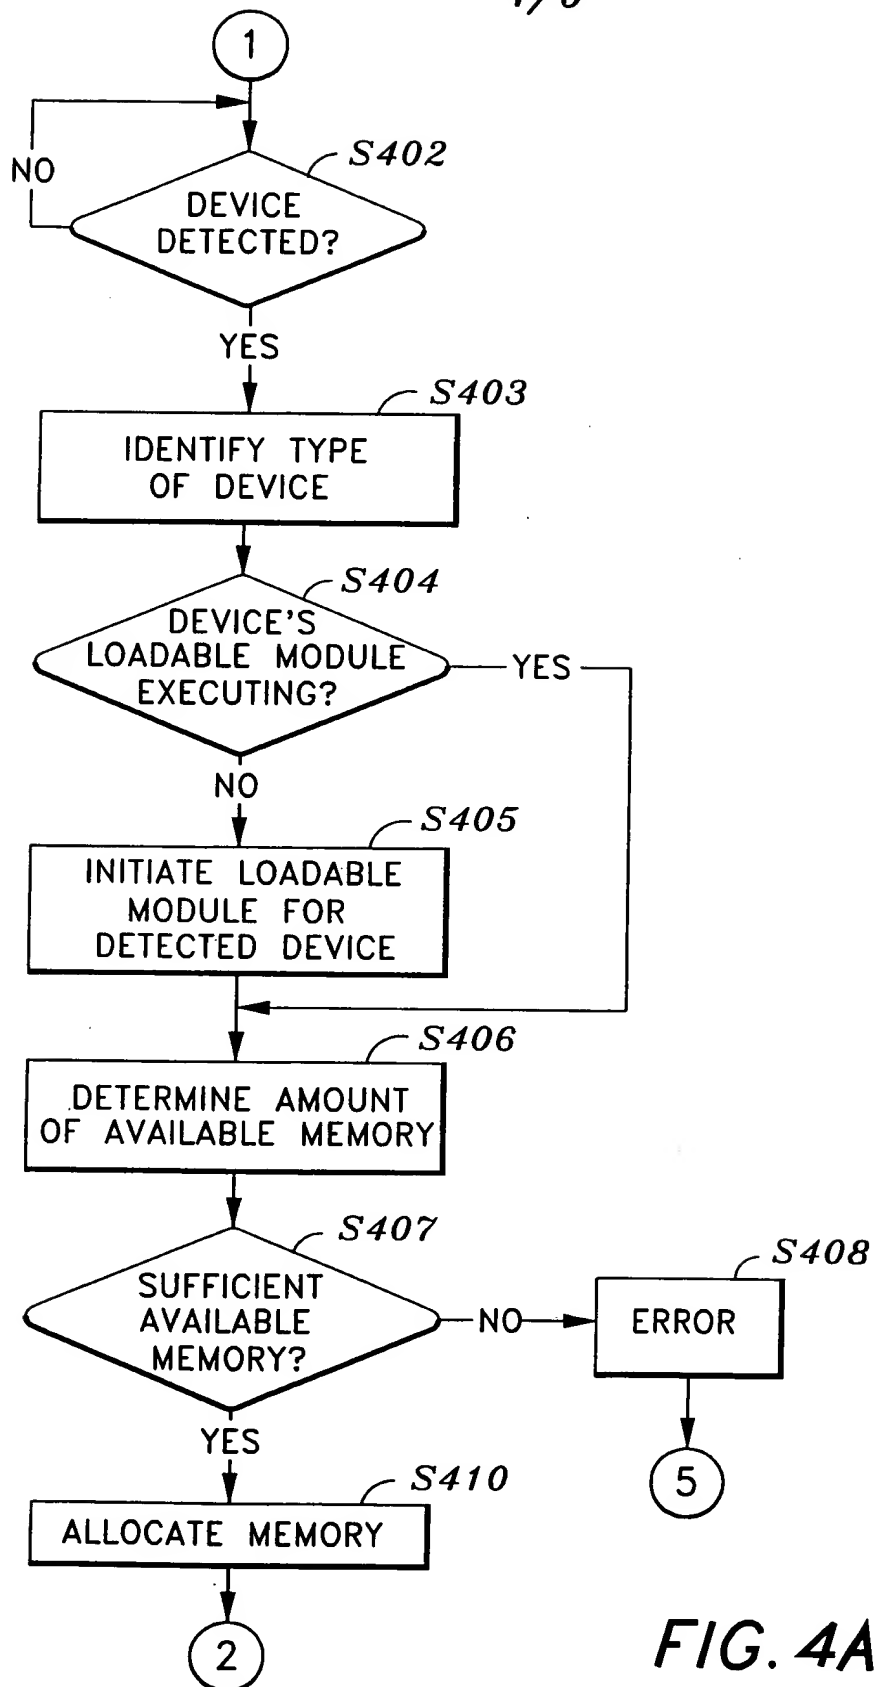 1
S402
NO
DEVICE
DETECTED?
YES
S403
IDENTIFY TYPE
OF DEVICE
S404
DEVICE'S
LOADABLE MODULE
EXECUTING?
YES
NO
S405
INITIATE LOADABLE
MODULE FOR
DETECTED DEVICE
S406
DETERMINE AMOUNT
OF AVAILABLE MEMORY
S407
SUFFICIENT
AVAILABLE
MEMORY?
NO
S408
ERROR
YES
5
S410
ALLOCATE MEMORY
2
FIG. 4A